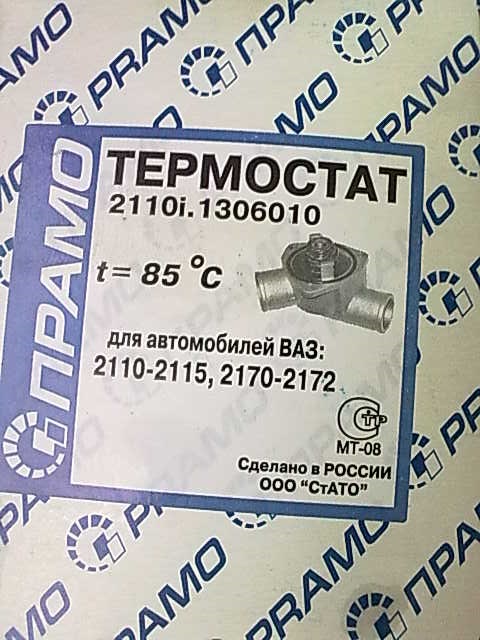 PRAMO
ПРАМО
ТЕРМОСТАТ
2110i.1306010
t = 85 °C
для автомобилей ВАЗ:
2110-2115, 2170-2172
МТ-08
Сделано в РОССИИ
ООО "СтАТО"
PRAMO
ПРАМО